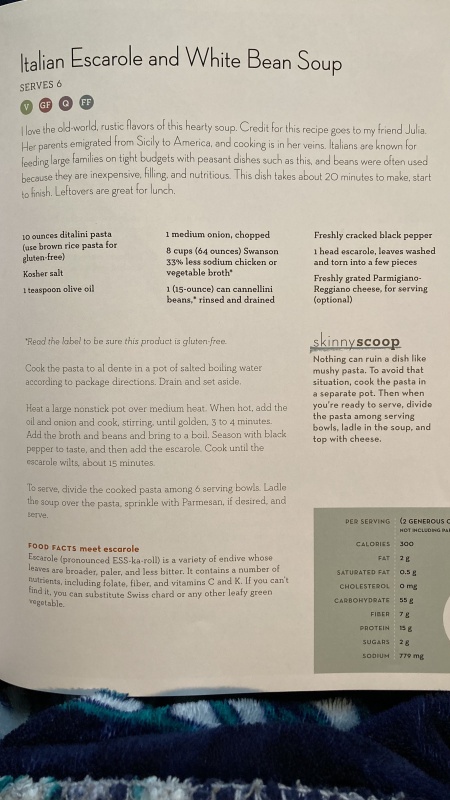 Italian Escarole and White Bean Soup
SERVES 6
V GF Q FF
I love the old-world, rustic flavors of this hearty soup. Credit for this recipe goes to my friend Julia.
Her parents emigrated from Sicily to America, and cooking is in her veins. Italians are known for
feeding large families on tight budgets with peasant dishes such as this, and beans were often used
because they are inexpensive, filling, and nutritious. This dish takes about 20 minutes to make, start
to finish. Leftovers are great for lunch.
10 ounces ditalini pasta
(use brown rice pasta for
gluten-free)
Kosher salt
1 teaspoon olive oil
1 medium onion, chopped
8 cups (64 ounces) Swanson
33% less sodium chicken or
vegetable broth*
1 (15-ounce) can cannellini
beans,* rinsed and drained
Freshly cracked black pepper
1 head escarole, leaves washed
and torn into a few pieces
Freshly grated Parmigiano-
Reggiano cheese, for serving
(optional)
*Read the label to be sure this product is gluten-free.
Cook the pasta to al dente in a pot of salted boiling water
according to package directions. Drain and set aside.
Heat a large nonstick pot over medium heat. When hot, add the
oil and onion and cook, stirring, until golden, 3 to 4 minutes.
Add the broth and beans and bring to a boil. Season with black
pepper to taste, and then add the escarole. Cook until the
escarole wilts, about 15 minutes.
To serve, divide the cooked pasta among 6 serving bowls. Ladle
the soup over the pasta, sprinkle with Parmesan, if desired, and
serve.
FOOD FACTS meet escarole
Escarole (pronounced ESS-ka-roll) is a variety of endive whose
leaves are broader, paler, and less bitter. It contains a number of
nutrients, including folate, fiber, and vitamins C and K. If you can't
find it, you can substitute Swiss chard or any other leafy green
vegetable.
skinnyscoop
Nothing can ruin a dish like
mushy pasta. To avoid that
situation, cook the pasta in
a separate pot. Then when
you're ready to serve, divide
the pasta among serving
bowls, ladle in the soup, and
top with cheese.
PER SERVING (2 GENEROUS C
NOT INCLUDING PA
CALORIES 300
FAT 2 g
SATURATED FAT 0.5 g
CHOLESTEROL 0 mg
CARBOHYDRATE 55 g
FIBER 7 g
PROTEIN 15 g
SUGARS 2 g
SODIUM 779 mg